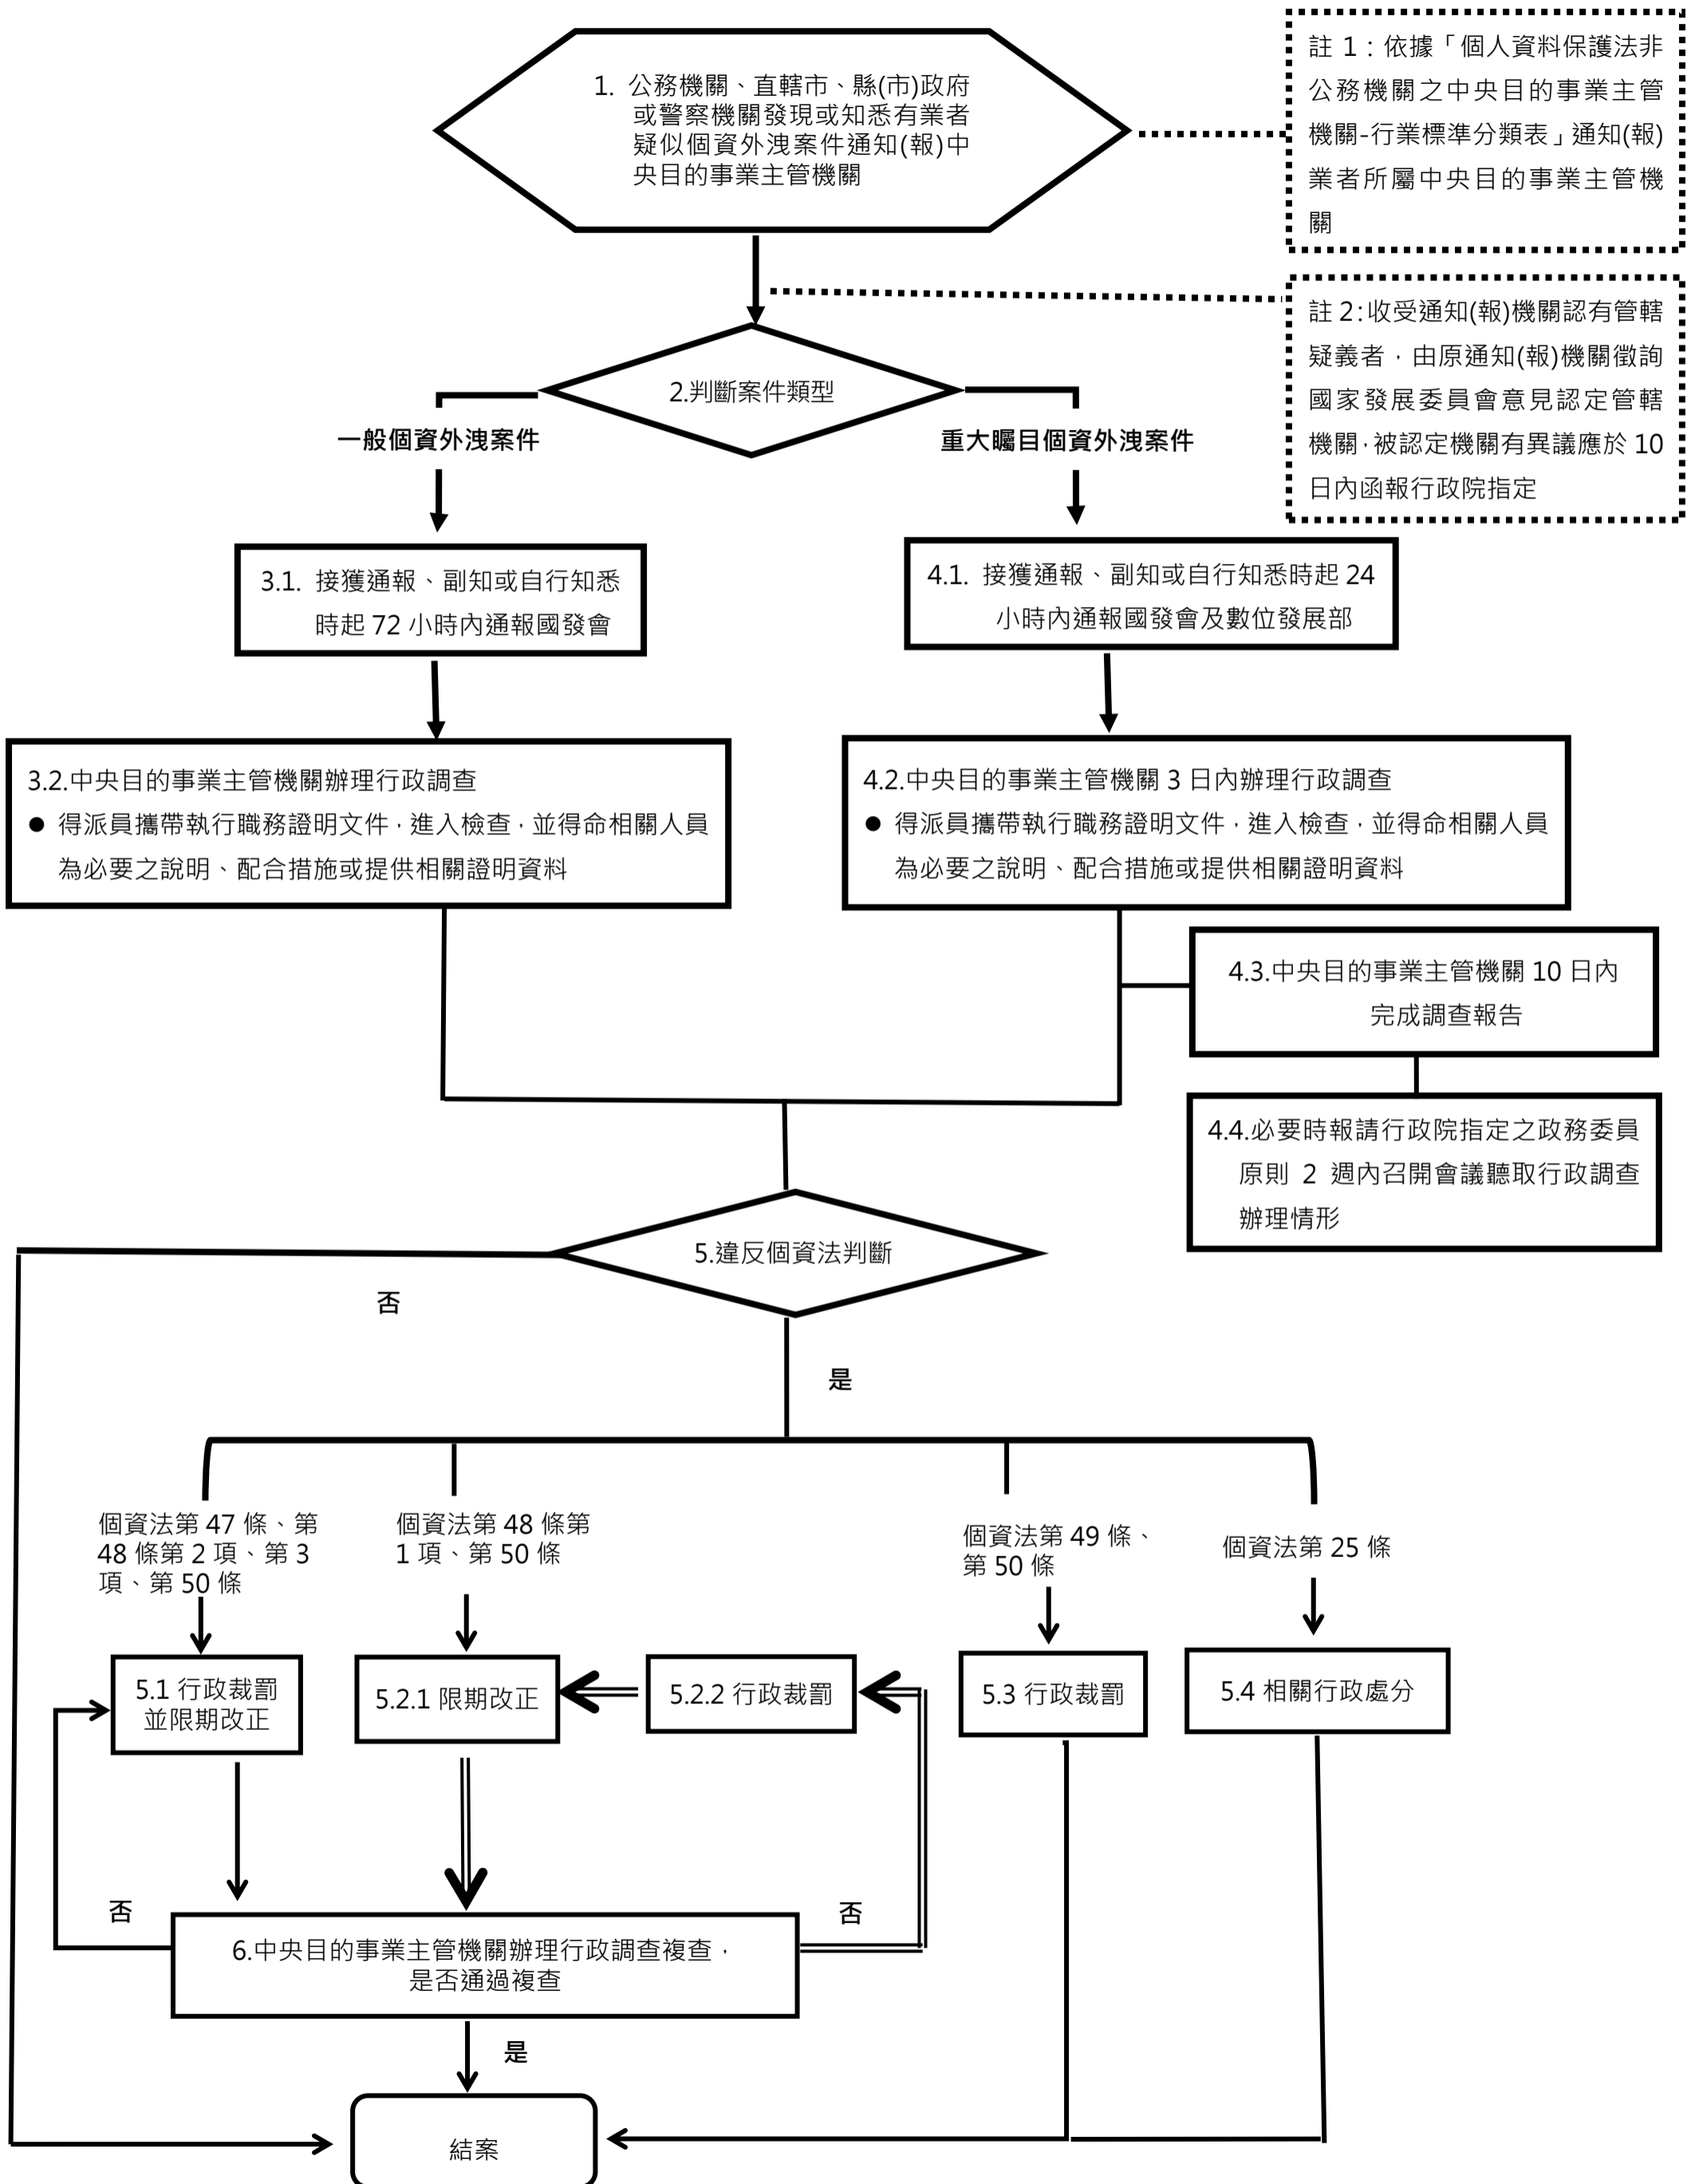 1. 公務機關、直轄市、縣(市)政府
或警察機關發現或知悉有業者
疑似個資外洩案件通知(報)中
央目的事業主管機關
註 1：依據「個人資料保護法非
公務機關之中央目的事業主管
機關-行業標準分類表」通知(報)
業者所屬中央目的事業主管機
關
註 2：收受通知(報)機關認有管轄
疑義者，由原通知(報)機關徵詢
國家發展委員會意見認定管轄
機關，被認定機關有異議應於 10
日內函報行政院指定
2.判斷案件類型
一般個資外洩案件
重大矚目個資外洩案件
3.1. 接獲通報、副知或自行知悉
時起 72 小時內通報國發會
4.1. 接獲通報、副知或自行知悉時起 24
小時內通報國發會及數位發展部
3.2.中央目的事業主管機關辦理行政調查
● 得派員攜帶執行職務證明文件，進入檢查，並得命相關人員
為必要之說明、配合措施或提供相關證明資料
4.2.中央目的事業主管機關 3 日內辦理行政調查
● 得派員攜帶執行職務證明文件，進入檢查，並得命相關人員
為必要之說明、配合措施或提供相關證明資料
4.3.中央目的事業主管機關 10 日內
完成調查報告
4.4.必要時報請行政院指定之政務委員
原則 2 週內召開會議聽取行政調查
辦理情形
5.違反個資法判斷
否
是
個資法第 47 條、第
48 條第 2 項、第 3
項、第 50 條
個資法第 48 條第
1 項、第 50 條
個資法第 49 條、
第 50 條
個資法第 25 條
5.1 行政裁罰
並限期改正
5.2.1 限期改正
5.2.2 行政裁罰
5.3 行政裁罰
5.4 相關行政處分
否
否
6.中央目的事業主管機關辦理行政調查複查，
是否通過複查
是
結案